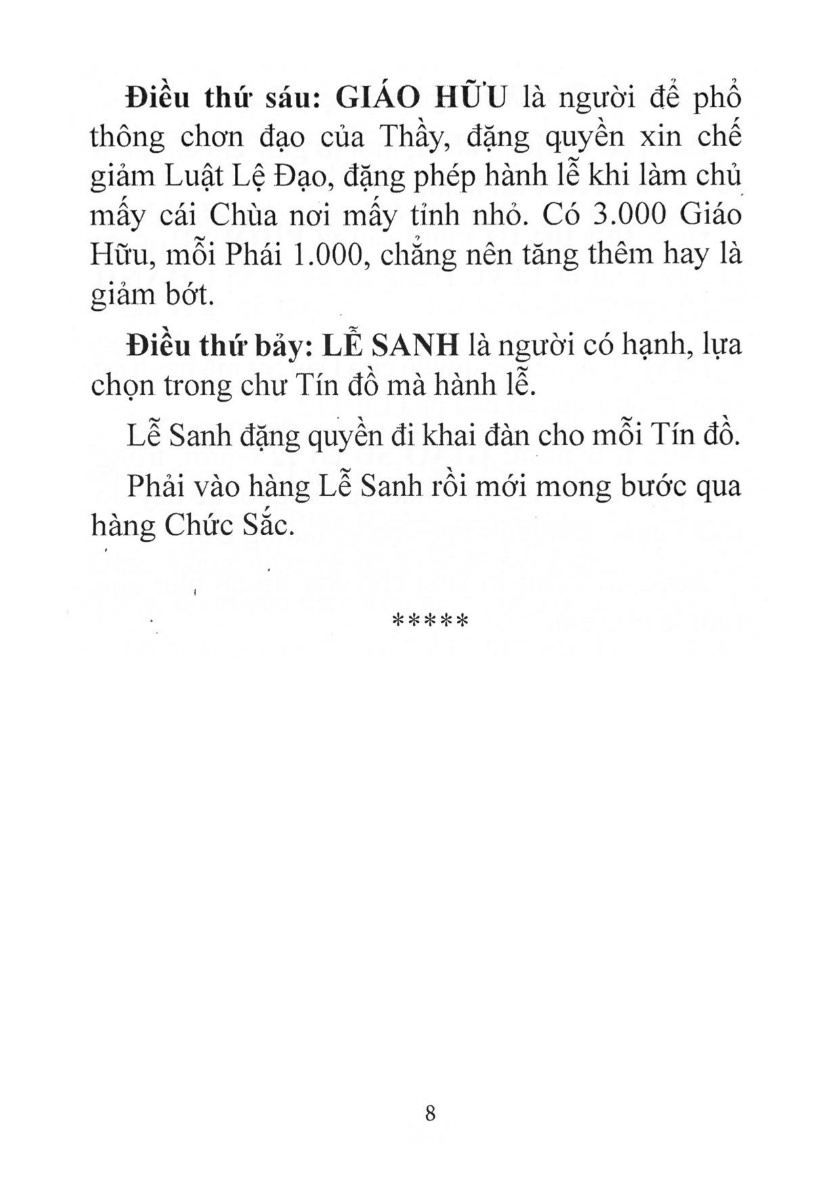 Điều thứ sáu: GIÁO HỮU là người để phổ
thông chơn đạo của Thầy, đặng quyền xin chế
giảm Luật Lệ Đạo, đặng phép hành lễ khi làm chủ
mấy cái Chùa nơi mấy tỉnh nhỏ. Có 3.000 Giáo
Hữu, mỗi Phái 1.000, chẳng nên tăng thêm hay là
giảm bớt.
Điều thứ bảy: LỄ SANH là người có hạnh, lựa
chọn trong chư Tín đồ mà hành lễ.
Lễ Sanh đặng quyền đi khai đàn cho mỗi Tín đồ.
Phải vào hàng Lễ Sanh rồi mới mong bước qua
hàng Chức Sắc.
*****
8